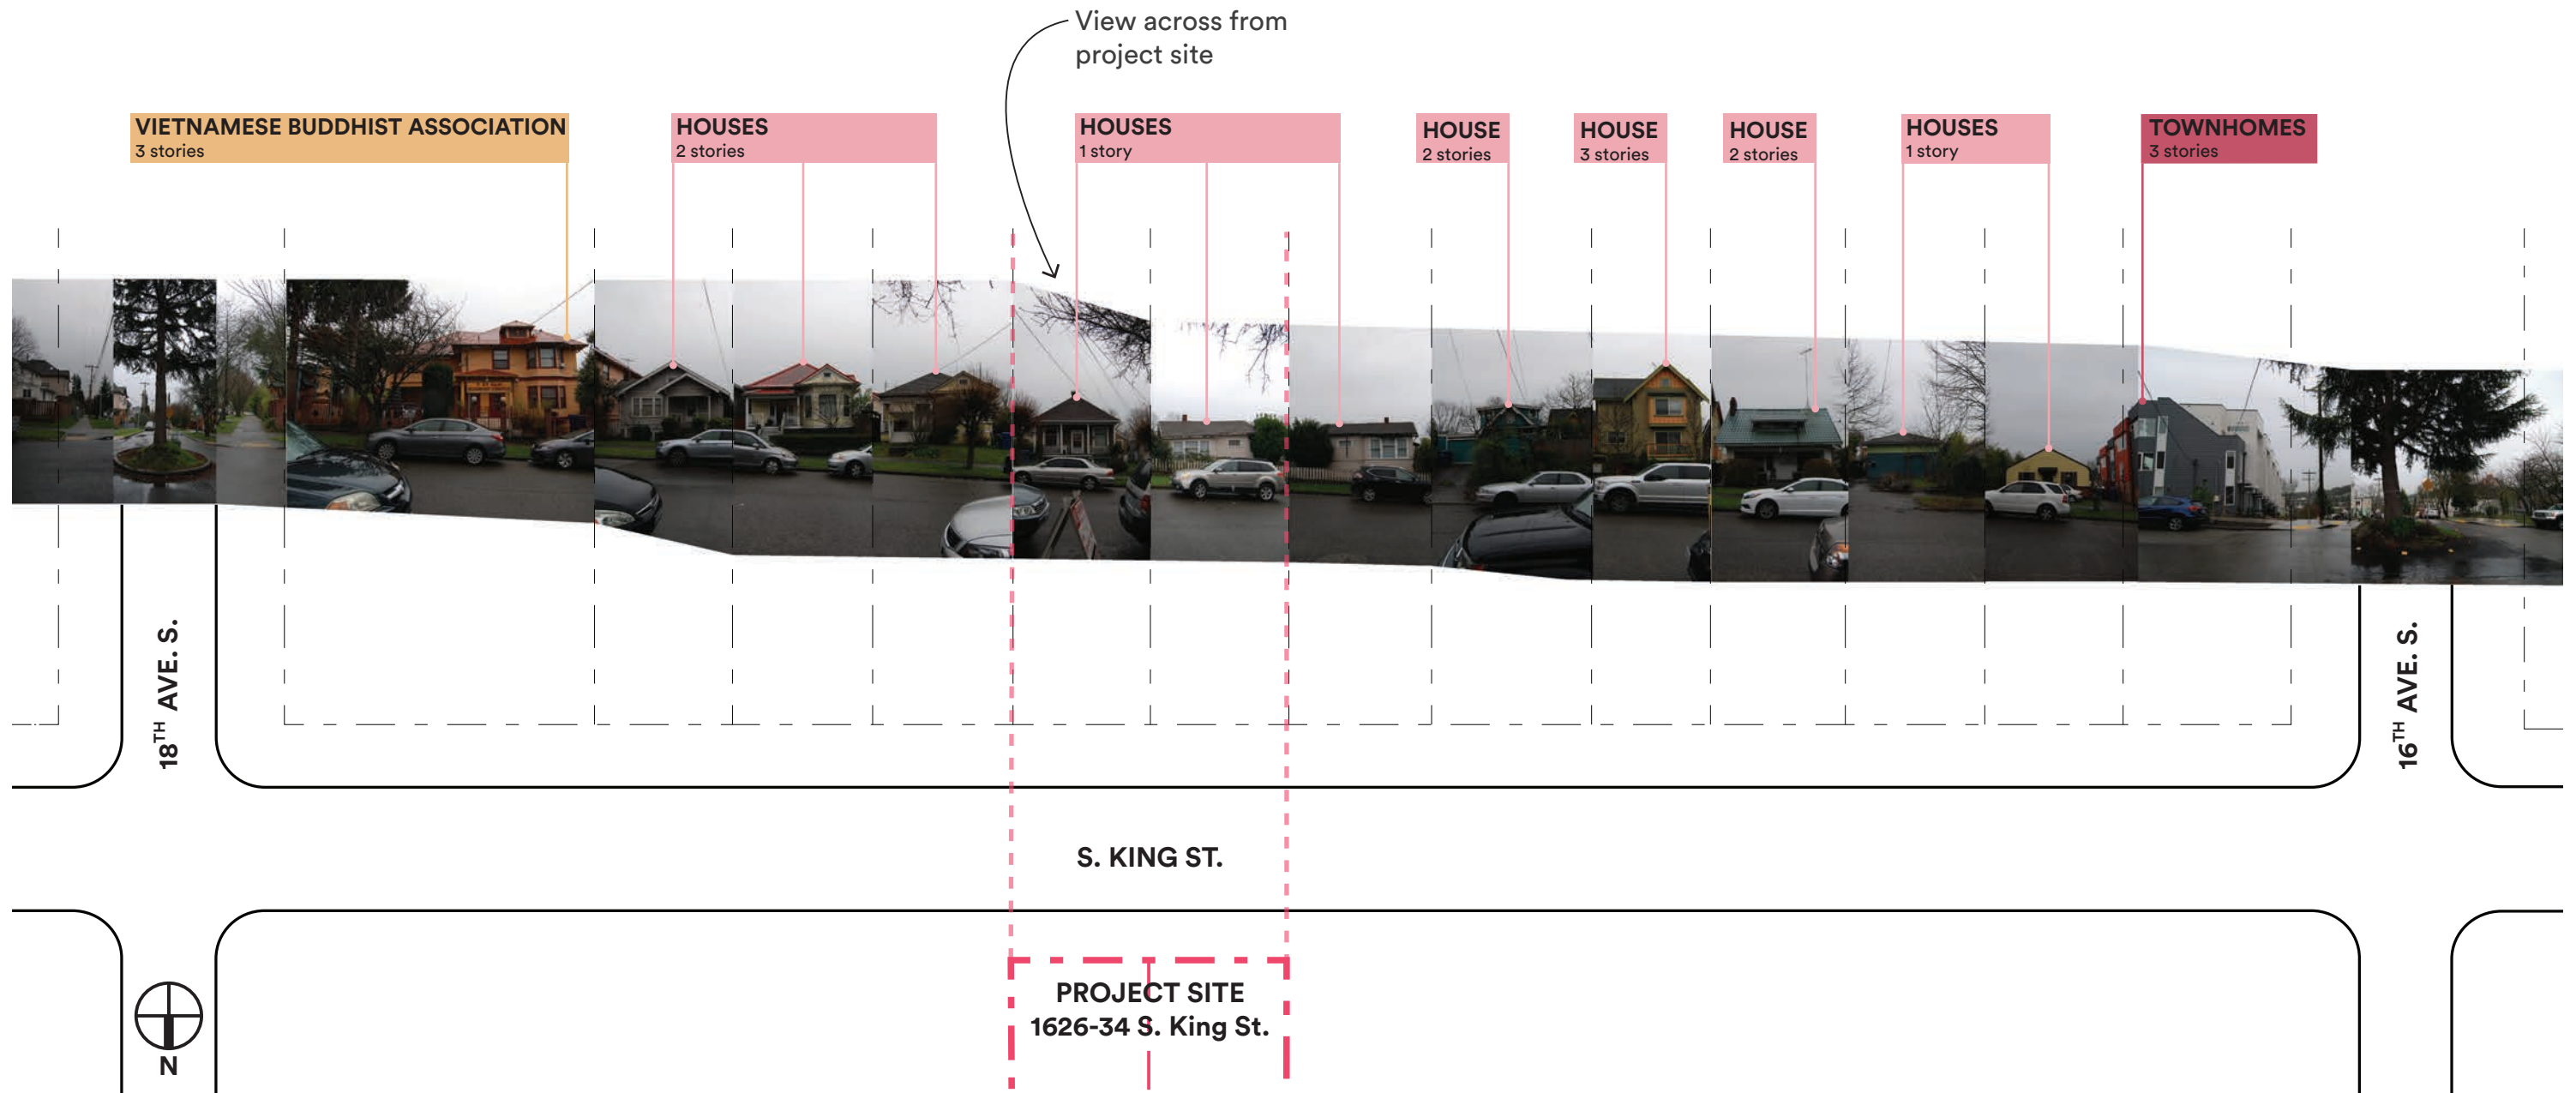 View across from
project site
VIETNAMESE BUDDHIST ASSOCIATION
3 stories
HOUSES
2 stories
HOUSES
1 story
HOUSE
2 stories
HOUSE
3 stories
HOUSE
2 stories
HOUSES
1 story
TOWNHOMES
3 stories
18TH AVE. S.
16TH AVE. S.
S. KING ST.
PROJECT SITE
1626-34 S. King St.
N